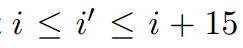 i ≤ i′ ≤ i + 15